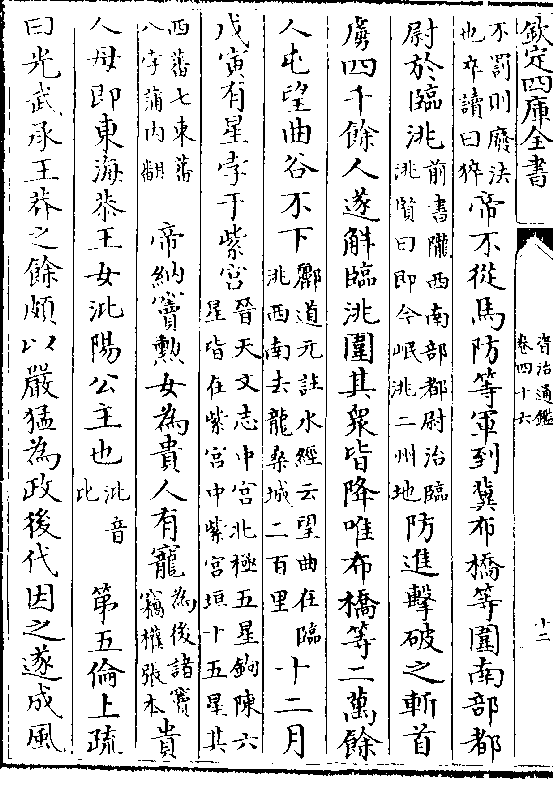 欽定四庫全書
資治通鑑
卷四十六
十二
不罰則廢法
也卒讀曰猝
帝不從馬防等軍到冀布橋等圍南部都
尉於臨洮
前書隴西南部都尉治臨
洮賢曰即今岷洮二州地
防進擊破之斬首
虜四千餘人遂解臨洮圍其衆皆降唯布橋等二萬餘
人屯望曲谷不下
酈道元註水經云望曲在臨
洮西南去龍桑城二百里
十二月
戊寅有星孛于紫宮
晉天文志中宮北極五星鉤陳六
星皆在紫宮中紫宮垣十五星其
西蕃七東蕃
八孛蒲內翻
帝納竇勲女為貴人有寵
為後諸竇
竊權張本
貴
人母即東海恭王女沘陽公主也
沘音
比
第五倫上疏
曰光武承王莽之餘頗以嚴猛為政後代因之遂成風